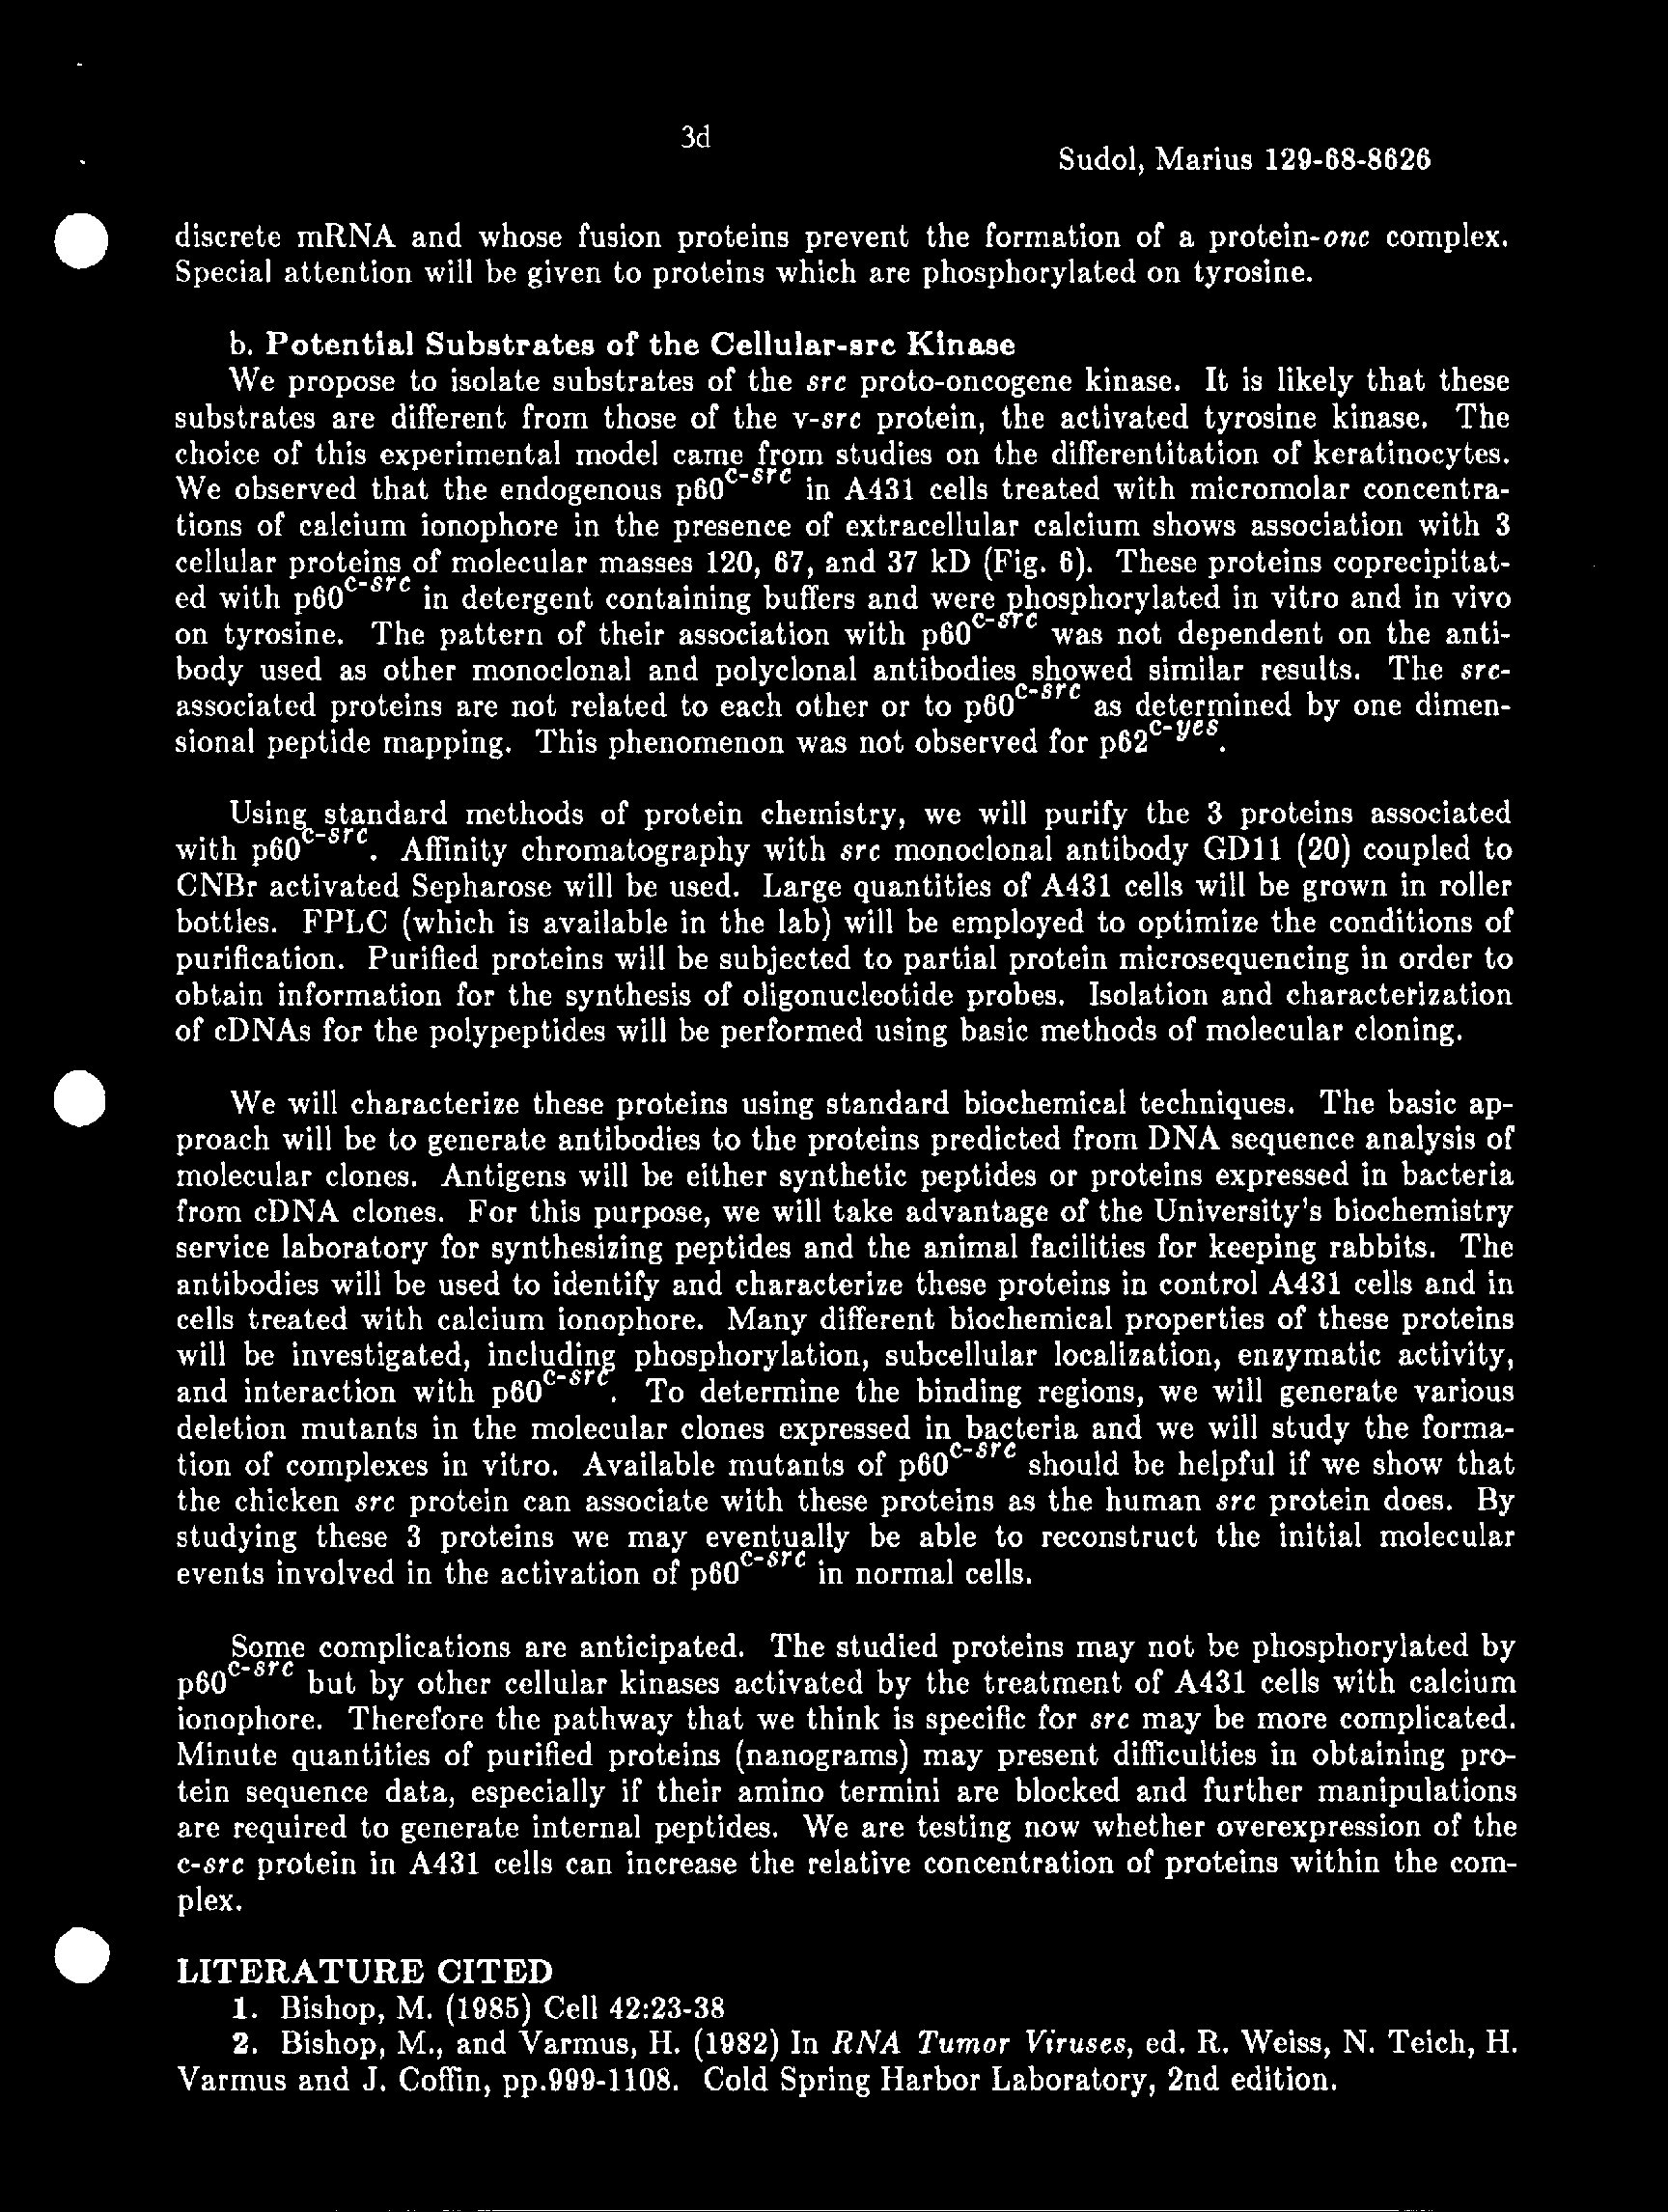 3d
Sudol, Marius 129-68-8626
discrete mRNA and whose fusion proteins prevent the formation of a protein-onc complex.
Special attention will be given to proteins which are phosphorylated on tyrosine.
b. Potential Substrates of the Cellular-src Kinase
We propose to isolate substrates of the src proto-oncogene kinase. It is likely that these
substrates are different from those of the v-src protein, the activated tyrosine kinase. The
choice of this experimental model came from studies on the differentitation of keratinocytes.
We observed that the endogenous p60c-src in A431 cells treated with micromolar concentra-
tions of calcium ionophore in the presence of extracellular calcium shows association with 3
cellular proteins of molecular masses 120, 67, and 37 kD (Fig. 6). These proteins coprecipitat-
ed with p60c-src in detergent containing buffers and were phosphorylated in vitro and in vivo
on tyrosine. The pattern of their association with p60c-src was not dependent on the anti-
body used as other monoclonal and polyclonal antibodies showed similar results. The src-
associated proteins are not related to each other or to p60c-src as determined by one dimen-
sional peptide mapping. This phenomenon was not observed for p62c-yes.
Using standard methods of protein chemistry, we will purify the 3 proteins associated
with p60c-src. Affinity chromatography with src monoclonal antibody GD11 (20) coupled to
CNBr activated Sepharose will be used. Large quantities of A431 cells will be grown in roller
bottles. FPLC (which is available in the lab) will be employed to optimize the conditions of
purification. Purified proteins will be subjected to partial protein microsequencing in order to
obtain information for the synthesis of oligonucleotide probes. Isolation and characterization
of cDNAs for the polypeptides will be performed using basic methods of molecular cloning.
We will characterize these proteins using standard biochemical techniques. The basic ap-
proach will be to generate antibodies to the proteins predicted from DNA sequence analysis of
molecular clones. Antigens will be either synthetic peptides or proteins expressed in bacteria
from cDNA clones. For this purpose, we will take advantage of the University's biochemistry
service laboratory for synthesizing peptides and the animal facilities for keeping rabbits. The
antibodies will be used to identify and characterize these proteins in control A431 cells and in
cells treated with calcium ionophore. Many different biochemical properties of these proteins
will be investigated, including phosphorylation, subcellular localization, enzymatic activity,
and interaction with p60c-src. To determine the binding regions, we will generate various
deletion mutants in the molecular clones expressed in bacteria and we will study the forma-
tion of complexes in vitro. Available mutants of p60c-src should be helpful if we show that
the chicken src protein can associate with these proteins as the human src protein does. By
studying these 3 proteins we may eventually be able to reconstruct the initial molecular
events involved in the activation of p60c-src in normal cells.
Some complications are anticipated. The studied proteins may not be phosphorylated by
p60c-src but by other cellular kinases activated by the treatment of A431 cells with calcium
ionophore. Therefore the pathway that we think is specific for src may be more complicated.
Minute quantities of purified proteins (nanograms) may present difficulties in obtaining pro-
tein sequence data, especially if their amino termini are blocked and further manipulations
are required to generate internal peptides. We are testing now whether overexpression of the
c-src protein in A431 cells can increase the relative concentration of proteins within the com-
plex.
LITERATURE CITED
1. Bishop, M. (1985) Cell 42:23-38
2. Bishop, M., and Varmus, H. (1982) In RNA Tumor Viruses, ed. R. Weiss, N. Teich, H.
Varmus and J. Coffin, pp.999-1108. Cold Spring Harbor Laboratory, 2nd edition.